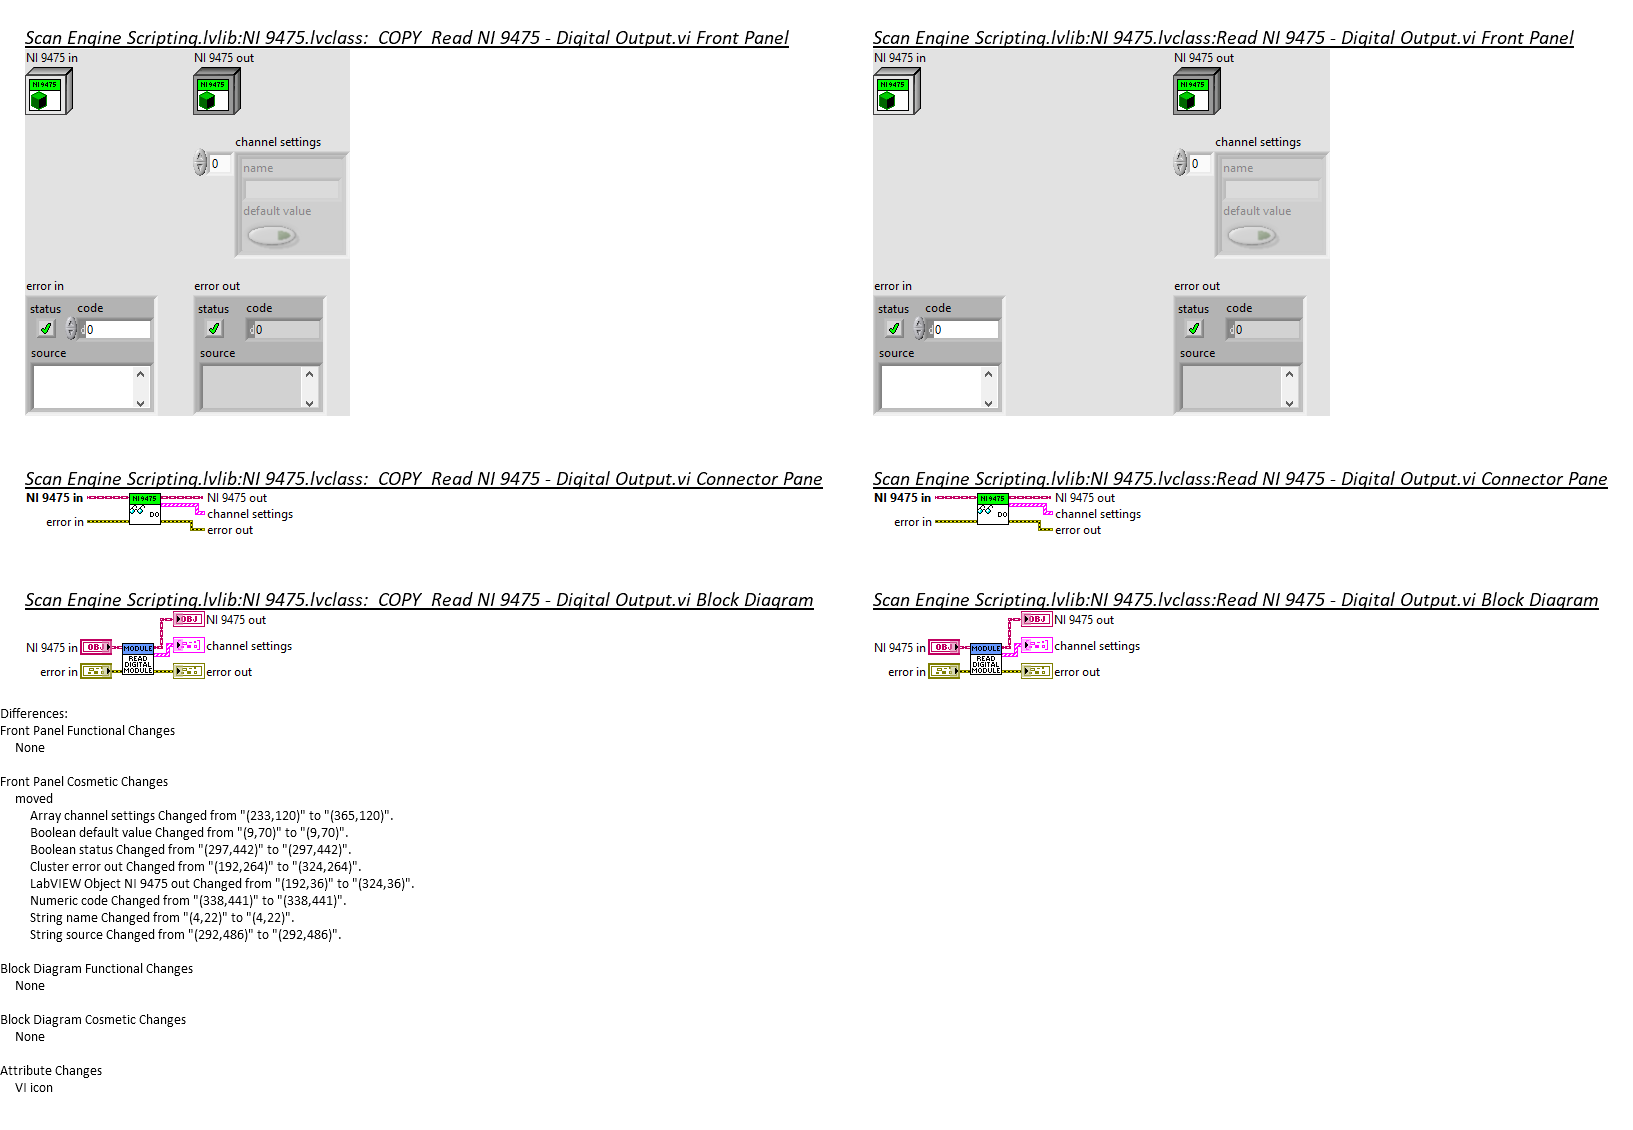 Scan Engine Scripting.lvlib:NI 9475.lvclass:  COPY  Read NI 9475 - Digital Output.vi Front Panel
NI 9475 in
NI 9475 out
NI 9475
NI 9475
channel settings
0
name
default value
error in
error out
status code
status code
0
0
source
source
Scan Engine Scripting.lvlib:NI 9475.lvclass:Read NI 9475 - Digital Output.vi Front Panel
NI 9475 in
NI 9475 out
NI 9475
NI 9475
channel settings
0
name
default value
error in
error out
status code
status code
0
0
source
source
Scan Engine Scripting.lvlib:NI 9475.lvclass:  COPY  Read NI 9475 - Digital Output.vi Connector Pane
NI 9475 in
NI 9475
DO
NI 9475 out
channel settings
error in
error out
Scan Engine Scripting.lvlib:NI 9475.lvclass:Read NI 9475 - Digital Output.vi Connector Pane
NI 9475 in
NI 9475
DO
NI 9475 out
channel settings
error in
error out
Scan Engine Scripting.lvlib:NI 9475.lvclass:  COPY  Read NI 9475 - Digital Output.vi Block Diagram
OBJ NI 9475 out
NI 9475 in OBJ
MODULE
READ
DIGITAL
MODULE
channel settings
error in
error out
Scan Engine Scripting.lvlib:NI 9475.lvclass:Read NI 9475 - Digital Output.vi Block Diagram
OBJ NI 9475 out
NI 9475 in OBJ
MODULE
READ
DIGITAL
MODULE
channel settings
error in
error out
Differences:
Front Panel Functional Changes
None
Front Panel Cosmetic Changes
moved
Array channel settings Changed from "(233,120)" to "(365,120)".
Boolean default value Changed from "(9,70)" to "(9,70)".
Boolean status Changed from "(297,442)" to "(297,442)".
Cluster error out Changed from "(192,264)" to "(324,264)".
LabVIEW Object NI 9475 out Changed from "(192,36)" to "(324,36)".
Numeric code Changed from "(338,441)" to "(338,441)".
String name Changed from "(4,22)" to "(4,22)".
String source Changed from "(292,486)" to "(292,486)".
Block Diagram Functional Changes
None
Block Diagram Cosmetic Changes
None
Attribute Changes
VI icon